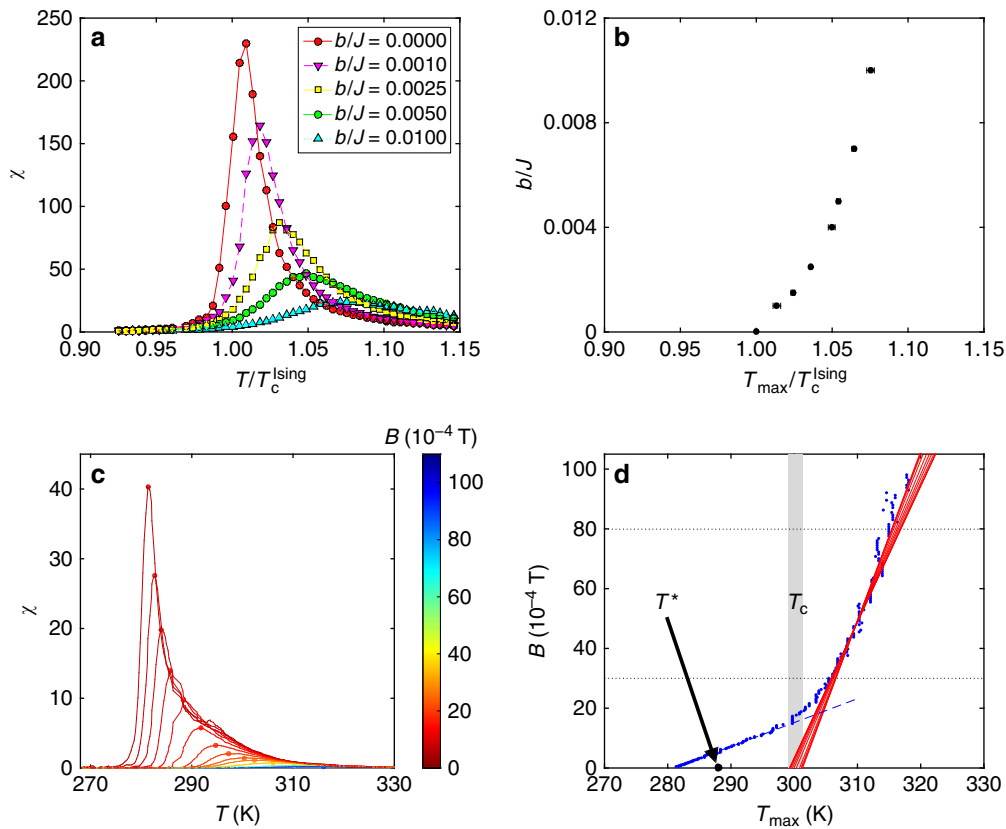 a
b/J = 0.0000
b/J = 0.0010
b/J = 0.0025
b/J = 0.0050
b/J = 0.0100
250
200
150
100
50
0
χ
0.90 0.95 1.00 1.05 1.10 1.15
T/T_c^Ising
b
0.012
0.008
0.004
0
b/J
0.90 0.95 1.00 1.05 1.10 1.15
T_max/T_c^Ising
c
B (10⁻⁴ T)
40
30
20
10
0
χ
270 290 310 330
T (K)
100
80
60
40
20
0
d
100
80
60
40
20
0
B (10⁻⁴ T)
T*
T_c
270 280 290 300 310 320 330
T_max (K)